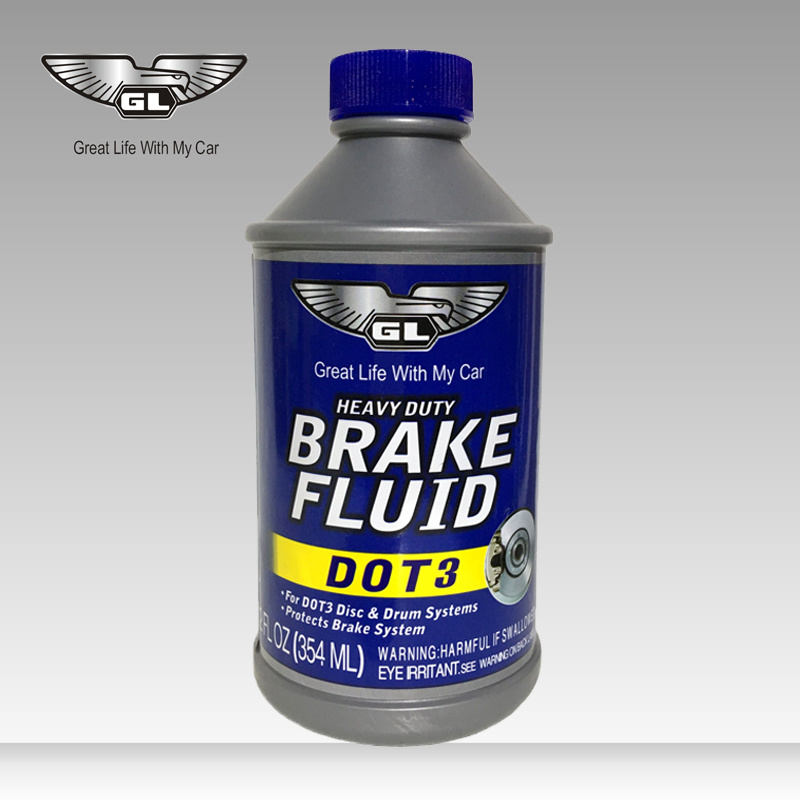 GL
Great Life With My Car
GL
Great Life With My Car
HEAVY DUTY
BRAKE
FLUID
DOT3
•For DOT3 Disc & Drum Systems
•Protects Brake System
FL OZ (354 ML)
WARNING:HARMFUL IF
EYE IRRITANT.SEE WARNING ON BACK